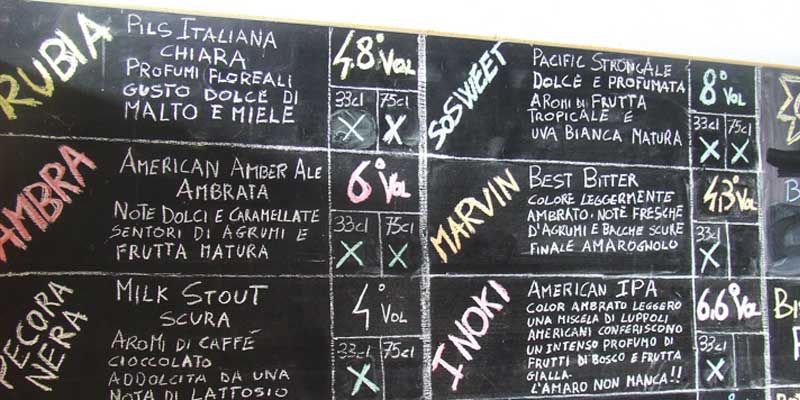 RUBIA
PILS ITALIANA
CHIARA
PROFUMI FLOREALI
GUSTO DOLCE DI
MALTO E MIELE
4.8° VOL
33cl 75cl
X X
AMBRA
AMERICAN AMBER ALE
AMBRATA
NOTE DOLCI E CARAMELLATE
SENTORI DI AGRUMI E
FRUTTA MATURA
6° VOL
33cl 75cl
X X
PECORA
NERA
MILK STOUT
SCURA
AROMI DI CAFFÉ
CIOCCOLATO
ADDOLCITA DA UNA
NOTA DI LATTOSIO
4° VOL
33cl 75cl
X
SOSWEET
PACIFIC STRONGALE
DOLCE E PROFUMATA
AROMI DI FRUTTA
TROPICALE E
UVA BIANCA MATURA
8° VOL
33cl 75cl
X X
MARVIN
BEST BITTER
COLORE LEGGERMENTE
AMBRATO. NOTE FRESCHE
D'AGRUMI E BACCHE SCURE
FINALE AMAROGNOLO
4.3° VOL
33cl
X
INOKI
AMERICAN IPA
COLOR AMBRATO LEGGERO
UNA MISCELA DI LUPPOLI
AMERICANI CONFERISCONO
UN INTENSO PROFUMO DI
FRUTTI DI BOSCO E FRUTTA
GIALLA.
L'AMARO NON MANCA!!
6.6° VOL
33cl
X